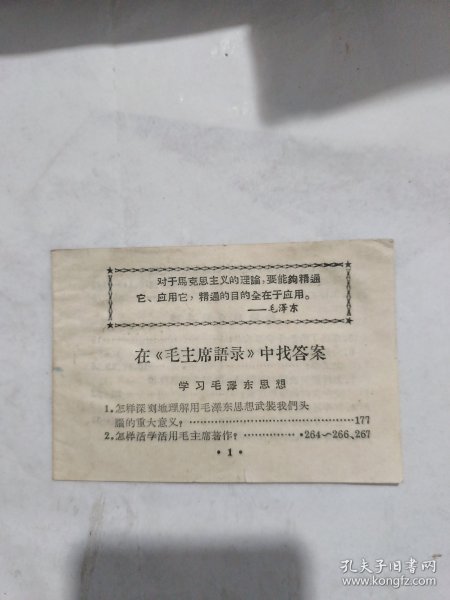 对于馬克思主义的理論，要能夠精通
它、应用它，精通的目的全在于应用。
——毛泽东
在《毛主席語录》中找答案
学习毛澤东思想
1．怎样深刻地理解用毛澤东思想武装我們头
腦的重大意义？……………………………177
2．怎样活学活用毛主席著作？…………264—266、267
·1·
孔夫子旧书网
www.kongfz.com